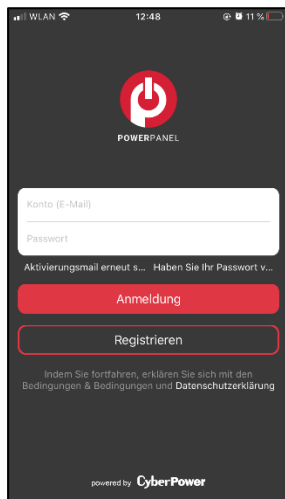 WLAN 12:48 11 %
POWERPANEL
Konto (E-Mail)
Passwort
Aktivierungsmail erneut s... Haben Sie Ihr Passwort v...
Anmeldung
Registrieren
Indem Sie fortfahren, erklären Sie sich mit den
Bedingungen & Bedingungen und Datenschutzerklärung
powered by CyberPower